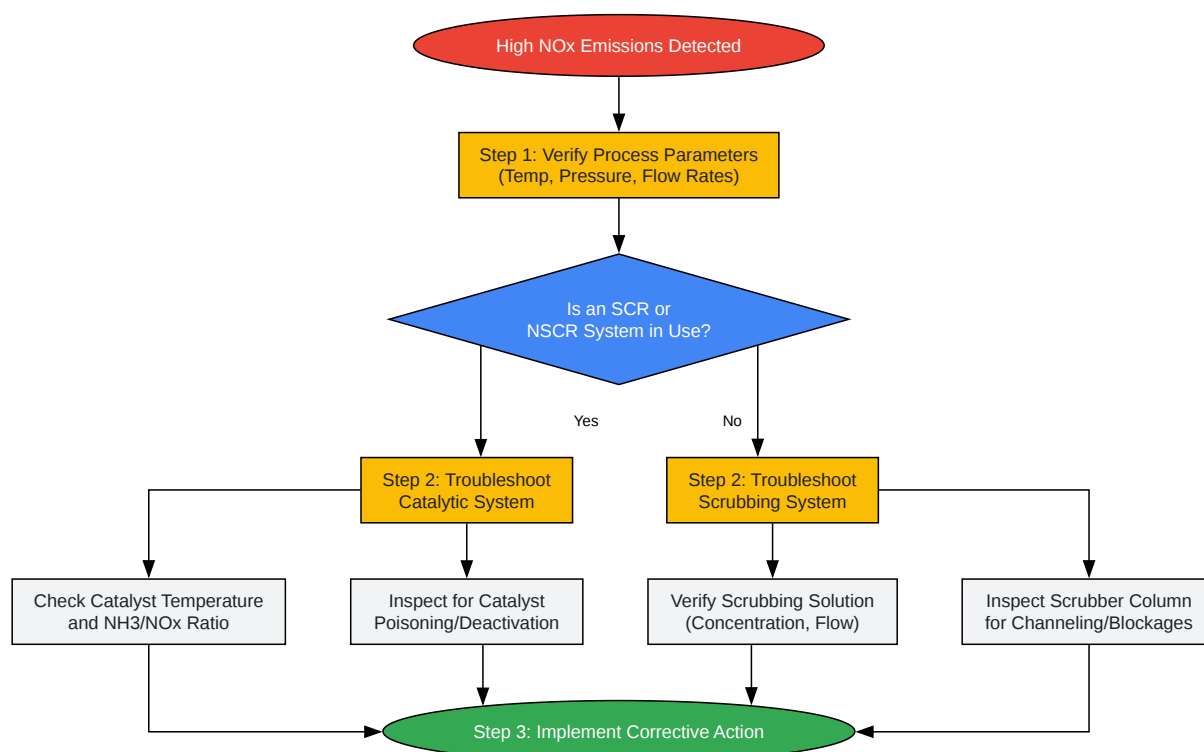 High NOx Emissions Detected
Step 1: Verify Process Parameters
(Temp, Pressure, Flow Rates)
Is an SCR or
NSCR System in Use?
Yes
No
Step 2: Troubleshoot
Catalytic System
Step 2: Troubleshoot
Scrubbing System
Check Catalyst Temperature
and NH3/NOx Ratio
Inspect for Catalyst
Poisoning/Deactivation
Verify Scrubbing Solution
(Concentration, Flow)
Inspect Scrubber Column
for Channeling/Blockages
Step 3: Implement Corrective Action